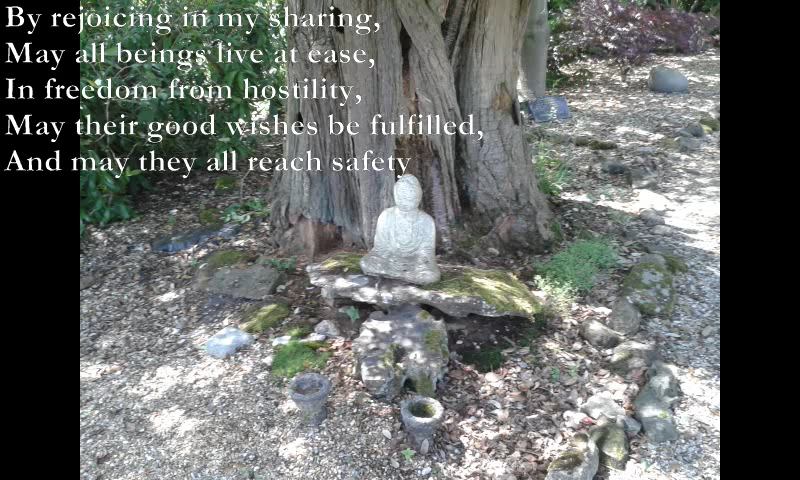 By rejoicing in my sharing,
May all beings live at ease,
In freedom from hostility,
May their good wishes be fulfilled,
And may they all reach safety